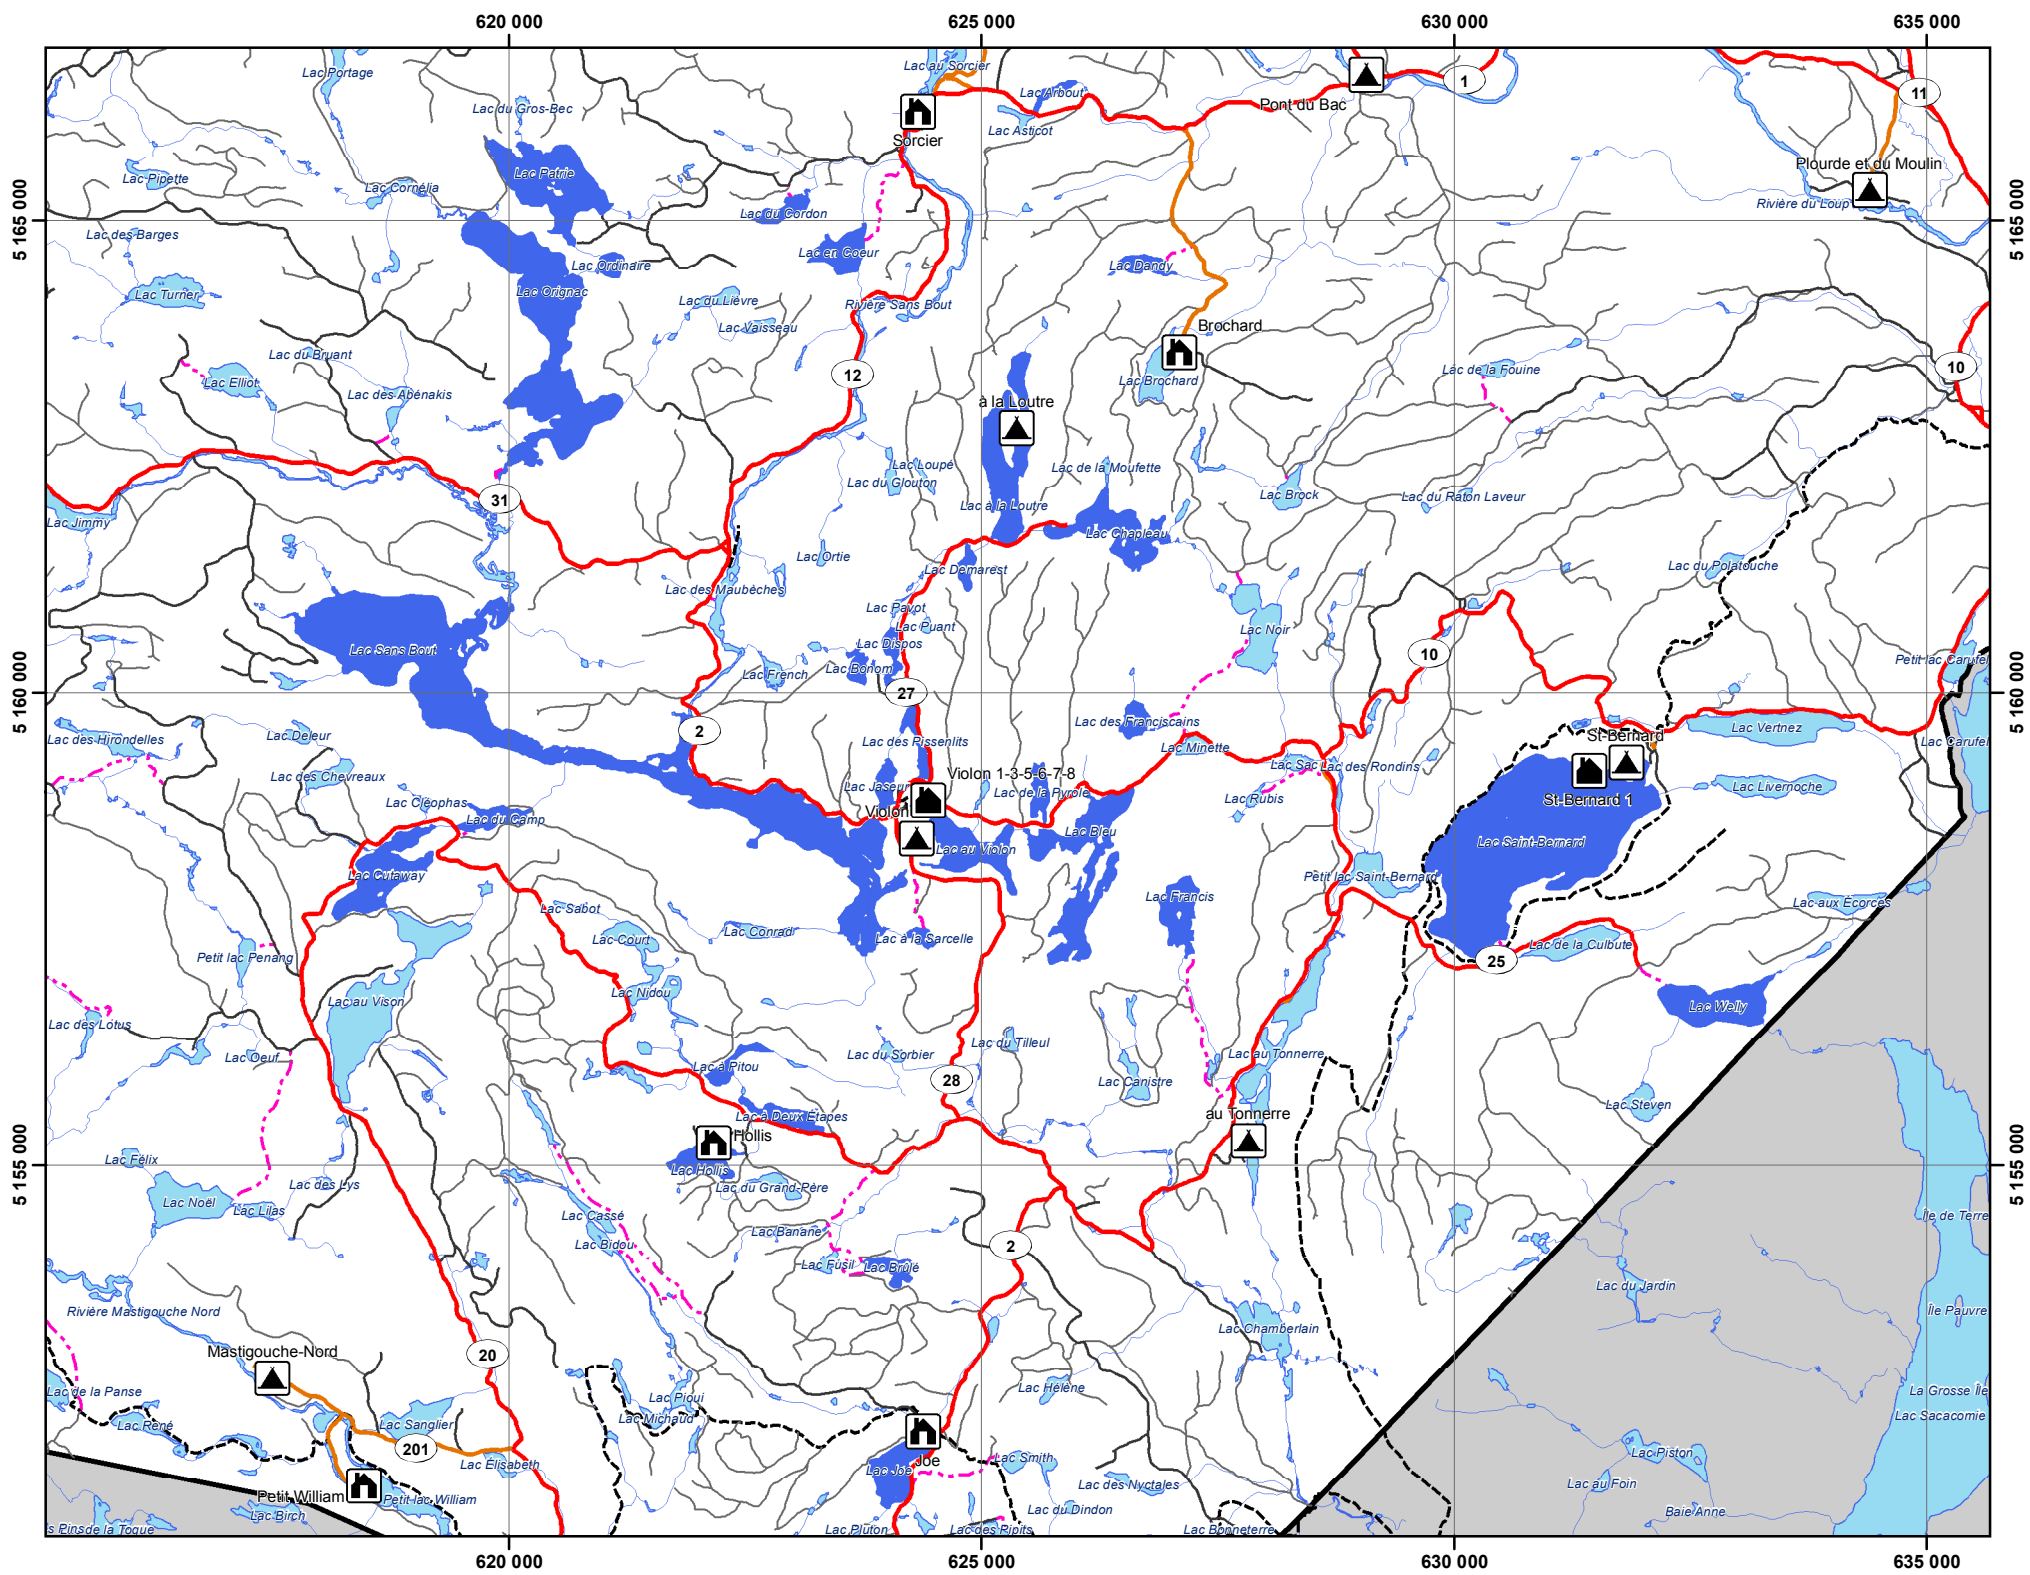 620 000
625 000
630 000
635 000
Lac Portage
Lac au Sorcier
Lac du Gros-Bec
Lac Arbout
Pont du Bac
1
11
Lac Asticot
Sorcier
Plourde et du Moulin
Lac Pipette
Lac Patrie
Lac Cornélia
Rivière du Loup
5 165 000
5 165 000
Lac du Cordon
Lac des Barges
Lac en Coeur
Lac Ordinaire
Lac Dandy
Lac Turner
Lac Orignac
Lac du Lièvre
Rivière Sans Bout
Lac Vaisseau
Brochard
Lac du Bruant
12
10
Lac Elliot
Lac des Abénakis
Lac Brochard
Lac de la Fouine
à la Loutre
Lac Loupé
Lac de la Moufette
Lac du Glouton
31
Lac à la Loutre
Lac Brock
Lac du Raton Laveur
Lac Jimmy
Lac Chapleau
Lac Ortie
Lac Demarest
Lac du Polatouche
Lac des Maubèches
Lac Pavot
Lac Puant
Lac Noir
Lac Dispos
Lac Sans Bout
Lac Bonom
10
Petit lac Carufel
Lac French
27
5 160 000
5 160 000
Lac des Hirondelles
Lac Deleur
2
Lac des Franciscains
Lac Vertnez
Lac des Pissenlits
Lac Minette
St-Bernard
Lac Carufel
Lac des Chevreaux
Violon 1-3-5-6-7-8
Lac Sac
Lac des Rondins
Lac Jaseur
Lac de la Pyrole
Lac Rubis
St-Bernard 1
Lac Livernoche
Lac Cléophas
Violon
Lac du Camp
Lac Bleu
Lac au Violon
Lac Saint-Bernard
Lac Cutaway
Petit lac Saint-Bernard
Lac Francis
Lac aux Écorces
Lac Sabot
Lac Court
Lac Conrad
Lac à la Sarcelle
Lac de la Culbute
Petit lac Penang
25
Lac au Vison
Lac Nidou
Lac Welly
Lac des Lotus
Lac Oeuf
Lac du Sorbier
Lac du Tilleul
Lac au Tonnerre
Lac à Pitou
28
Lac Canistre
Lac Steven
Lac à Deux Étapes
au Tonnerre
Hollis
5 155 000
5 155 000
Lac Félix
Lac Hollis
Lac du Grand-Père
Lac des Lys
Lac Noël
Lac Lilas
Lac Cassé
Île de Terre
Lac Banane
Lac Bidou
2
Lac Fusil
Lac Brûlé
Lac du Jardin
Rivière Mastigouche Nord
Île Pauvre
Lac Chamberlain
Mastigouche-Nord
20
Lac de la Panse
Lac Hélène
La Grosse Île
Lac Pioui
Lac René
Lac Sanglier
Lac Michaud
Lac Sacacomie
201
Lac Élisabeth
Joe
Lac Smith
Lac Piston
Lac Joe
Lac des Nyctales
Lac au Foin
Petit William
Petit lac William
Lac du Dindon
Baie Anne
Lac Birch
s Pins
de la Toque
Lac Pluton
Lac des Pipits
Lac Bonneterre
620 000
625 000
630 000
635 000